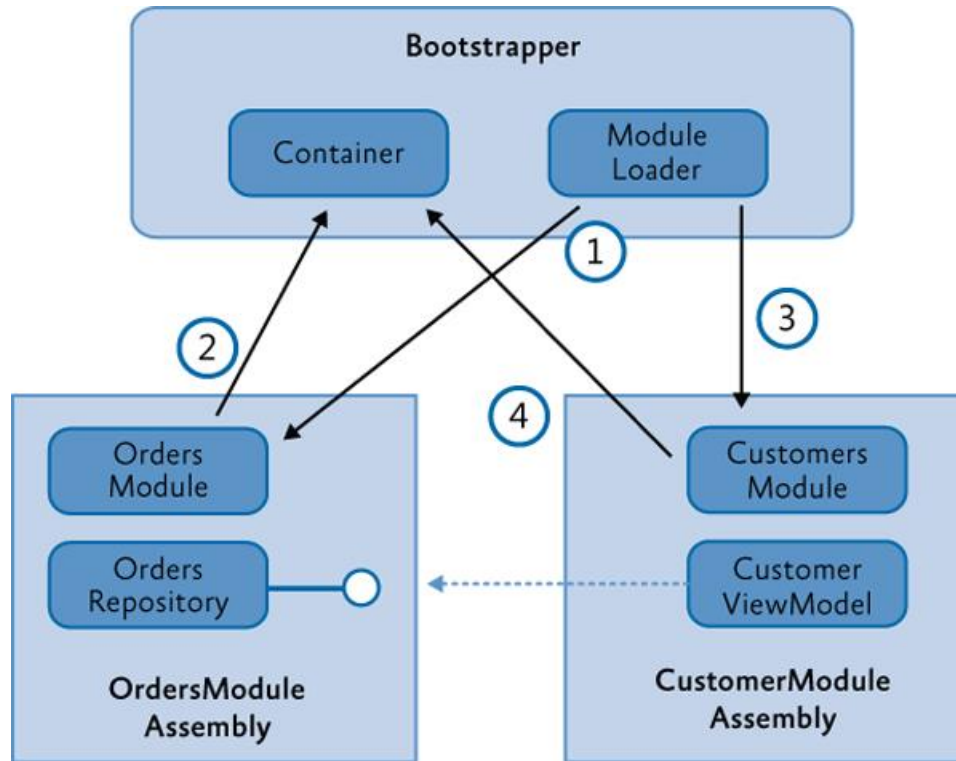 Bootstrapper
Container
Module
Loader
1
2
3
4
Orders
Module
Customers
Module
Orders
Repository
Customer
ViewModel
OrdersModule
Assembly
CustomerModule
Assembly